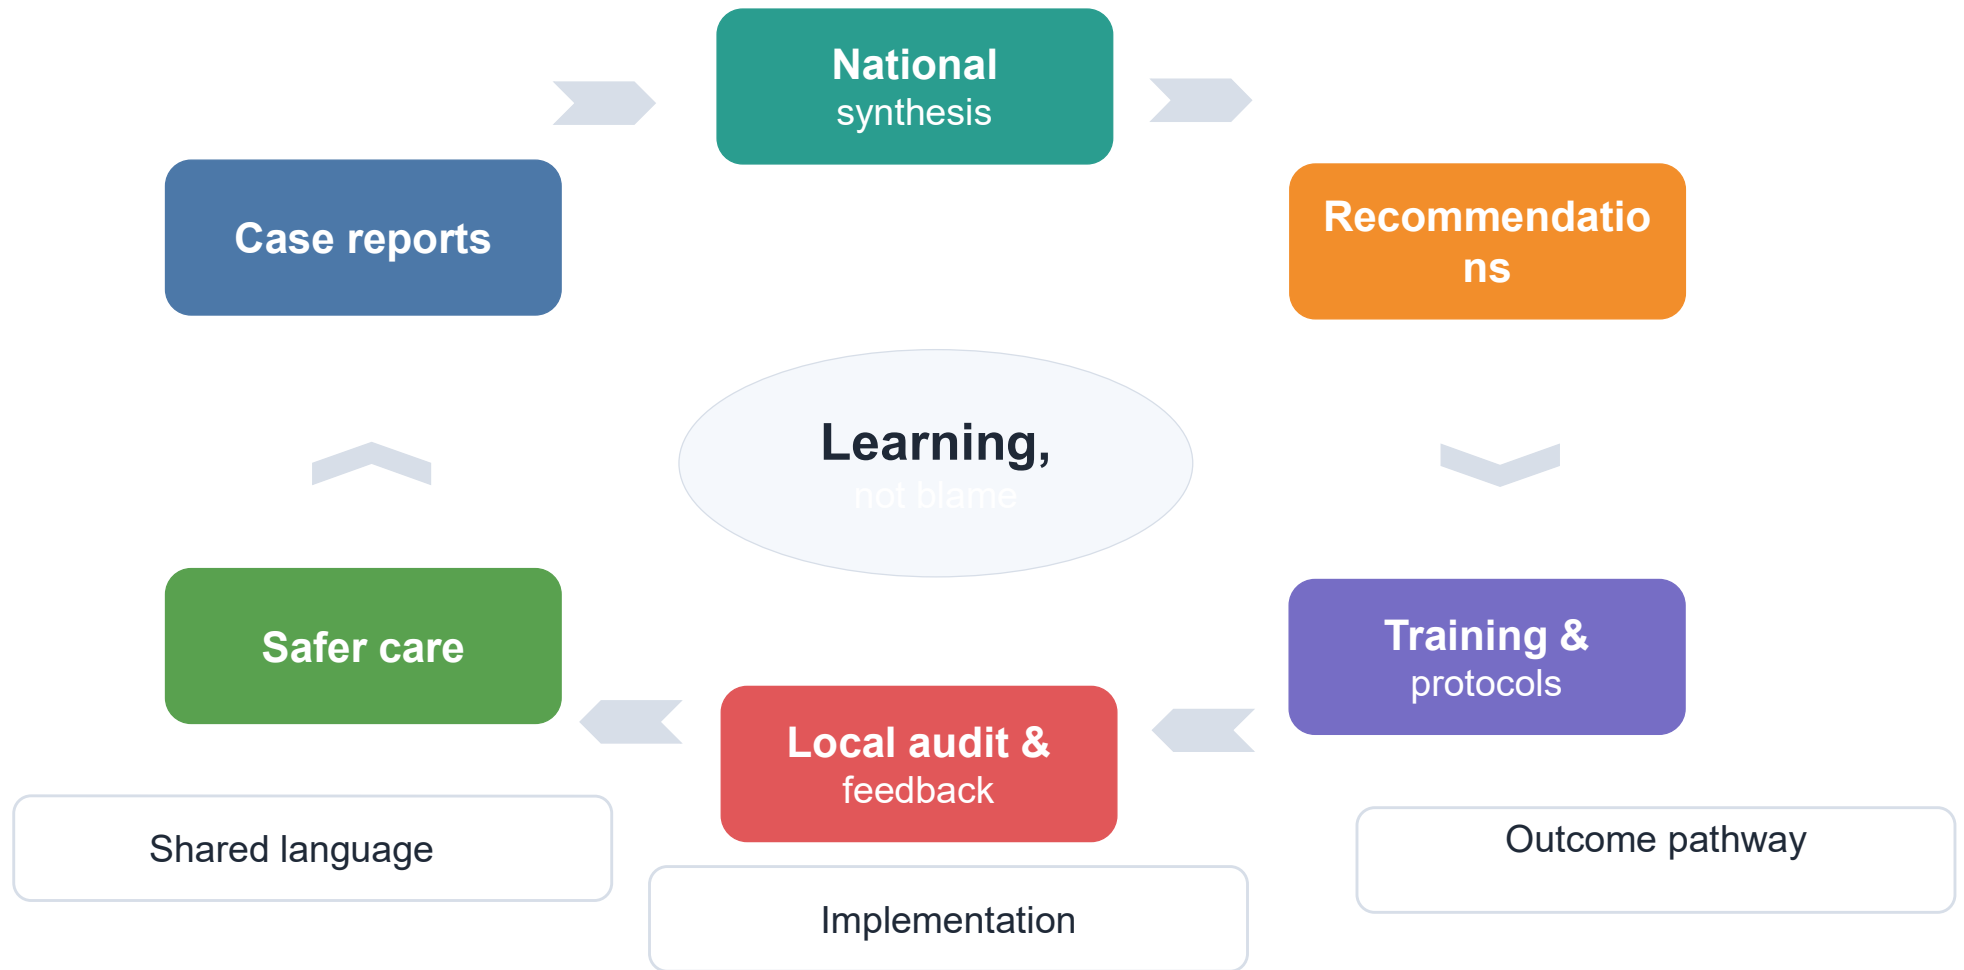 National
synthesis
Case reports
Recommendatio
ns
Learning,
not blame
Safer care
Training &
protocols
Local audit &
feedback
Shared language
Outcome pathway
Implementation